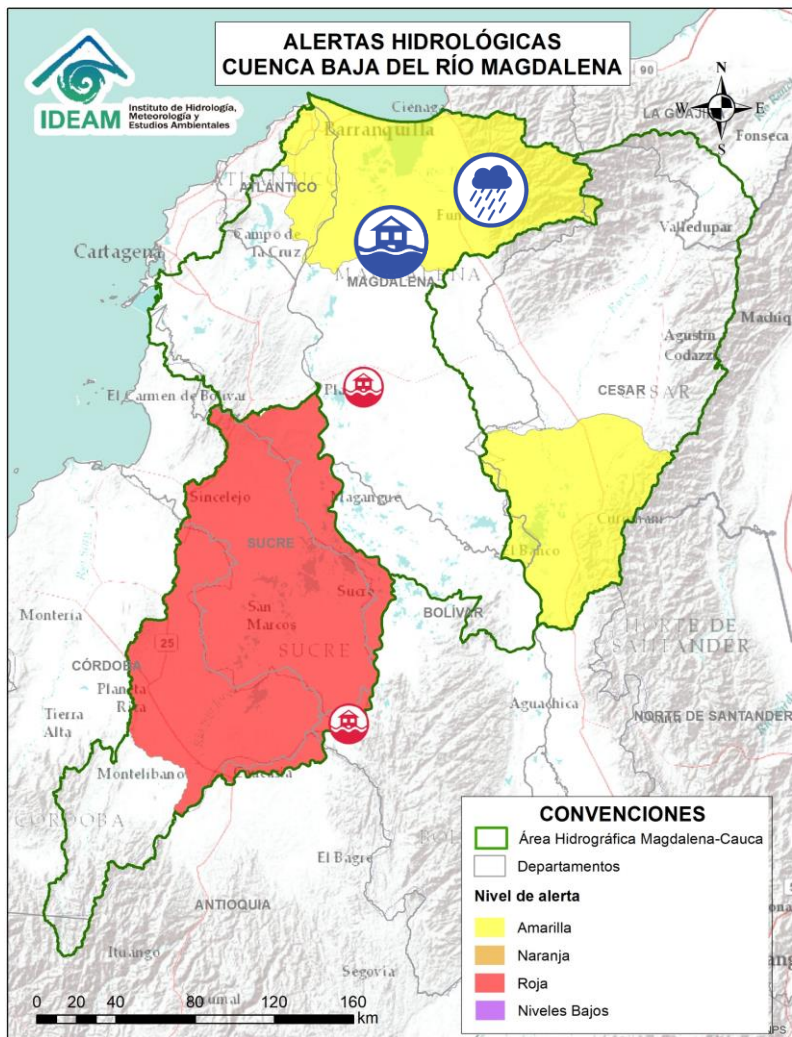 ALERTAS HIDROLÓGICAS
CUENCA BAJA DEL RÍO MAGDALENA
IDEAM
Instituto de Hidrología,
Meteorología y
Estudios Ambientales
N
W E
S
90
Ciénaga
LA GUAJIRA
Fonseca
Barranquilla
ATLÁNTICO
Cartagena
Campo de
la Cruz
Valledupar
MAGDALENA
MAGDALENA
Machiq
Agustín
Codazzi
CESAR
CESAR
El Carmen de Bolívar
Sincelejo
Magangué
SUCRE
El Banco
Sucre
San
Marcos
BOLÍVAR
Montería
SUCRE
NORTE DE
SANTANDER
25
CÓRDOBA
Planeta
Rica
Aguachica
NORTE DE SANTANDER
Tierra
Alta
Montelíbano
CÓRDOBA
El Bagre
ANTIOQUIA
Ituango
Segovia
0 20 40 80 120 160
km
CONVENCIONES
Área Hidrográfica Magdalena-Cauca
Departamentos
Nivel de alerta
Amarilla
Naranja
Roja
Niveles Bajos